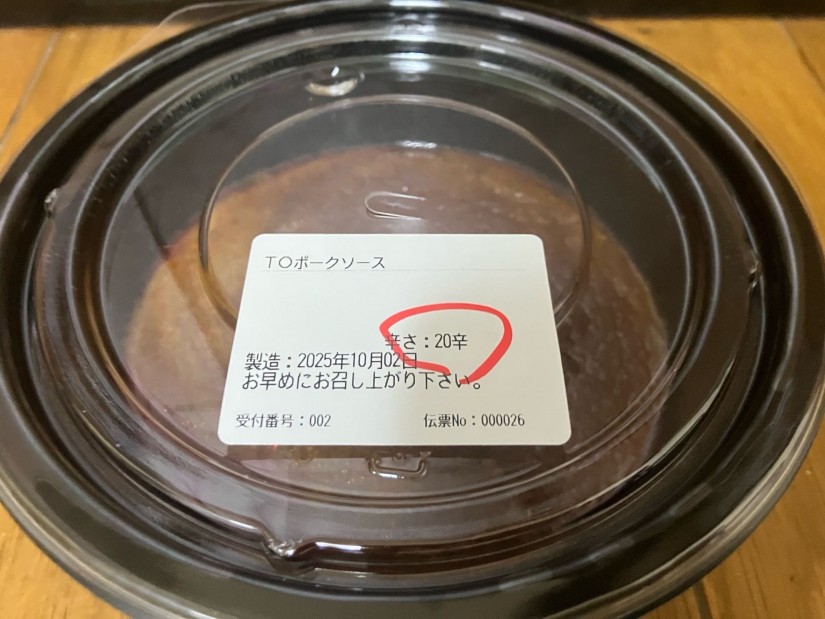 TOポークソース
辛さ：20辛
製造：2025年10月02日
お早めにお召し上がり下さい。
受付番号：002 伝票No：000026